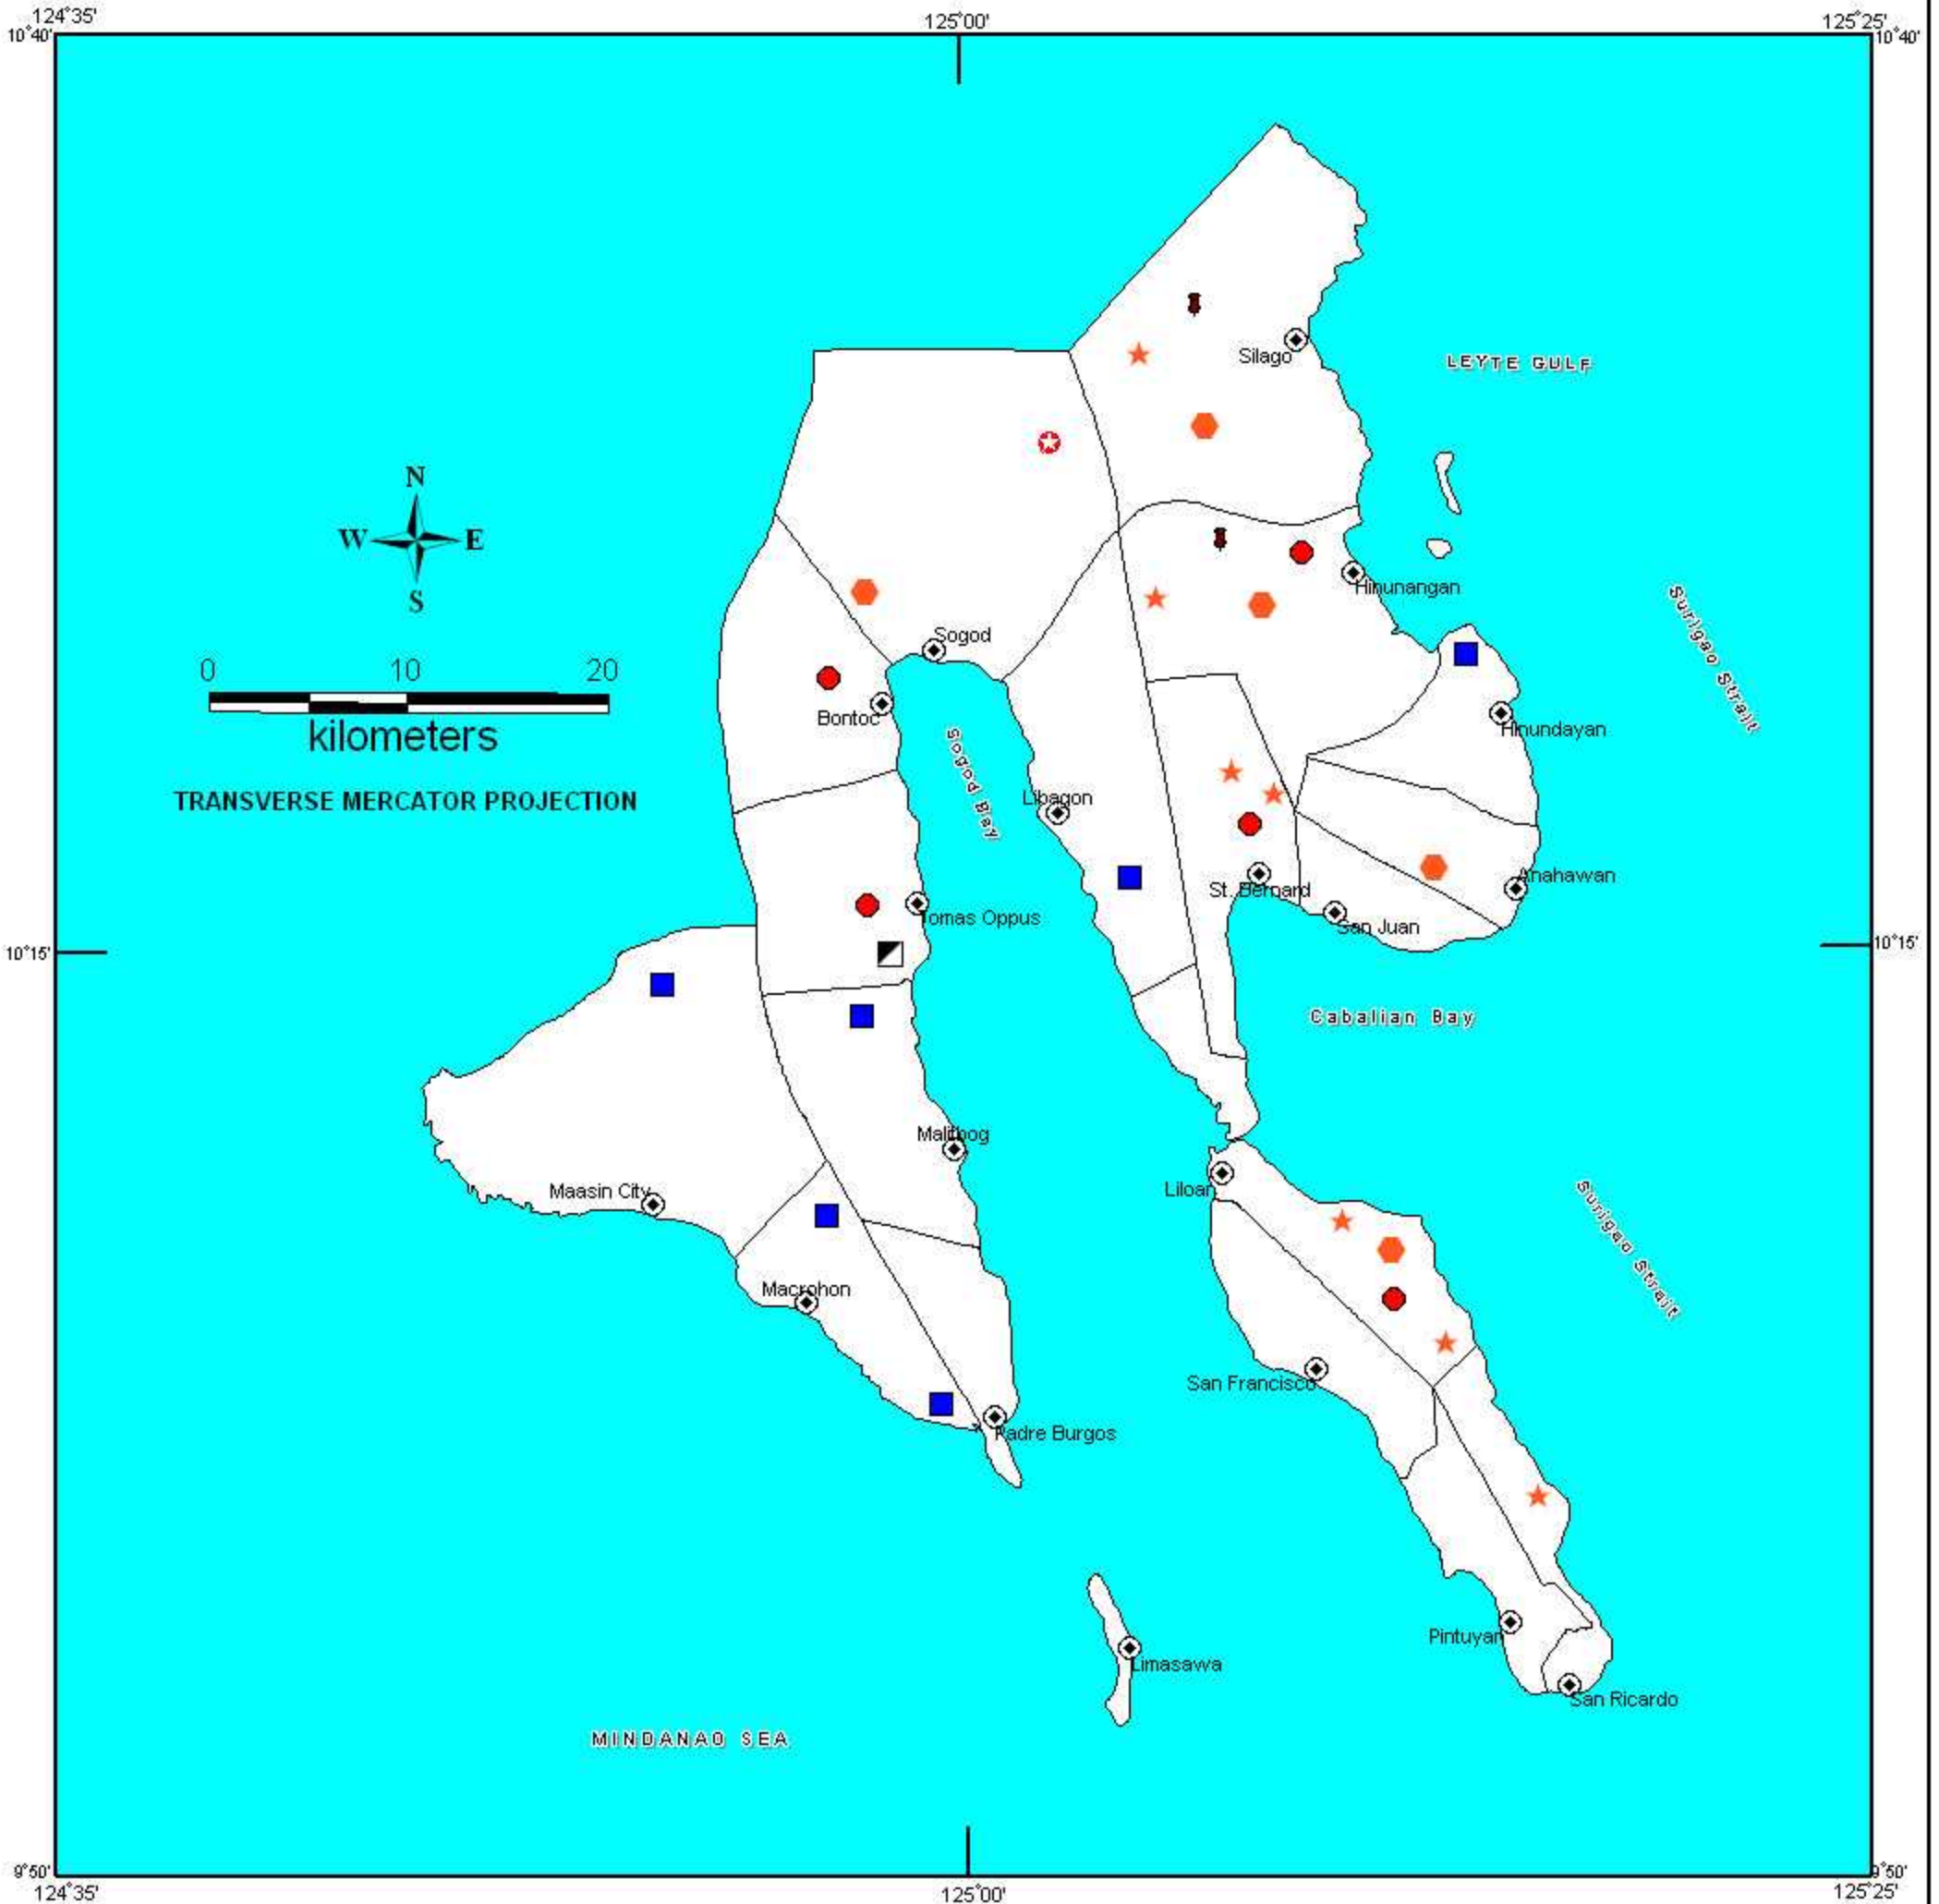 124°35' 125°00' 125°25'
10°40' 10°40'
Silago
LEYTE GULF
N
W E
S
Hinunangan
Surigao Strait
Sogod
0 10 20
kilometers
Bontoc
Hinundayan
Sogod Bay
TRANSVERSE MERCATOR PROJECTION
Libagon
St. Bernard
Anahawan
Tomas Oppus
San Juan
10°15' 10°15'
Cabalian Bay
Malitbog
Maasin City
Liloan
Surigao Strait
Macrohon
San Francisco
Padre Burgos
Pintuyan
Limasawa
San Ricardo
MINDANAO SEA
9°50' 9°50'
124°35' 125°00' 125°25'